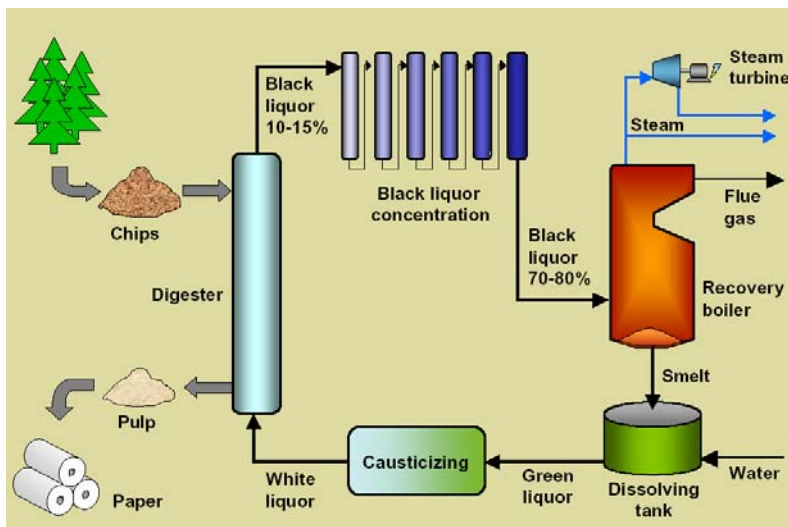 Black
liquor
10-15%
Steam
turbine
Steam
Chips
Black liquor
concentration
Flue
gas
Black
liquor
70-80%
Digester
Recovery
boiler
Smelt
Pulp
Causticizing
White
liquor
Green
liquor
Water
Dissolving
tank
Paper